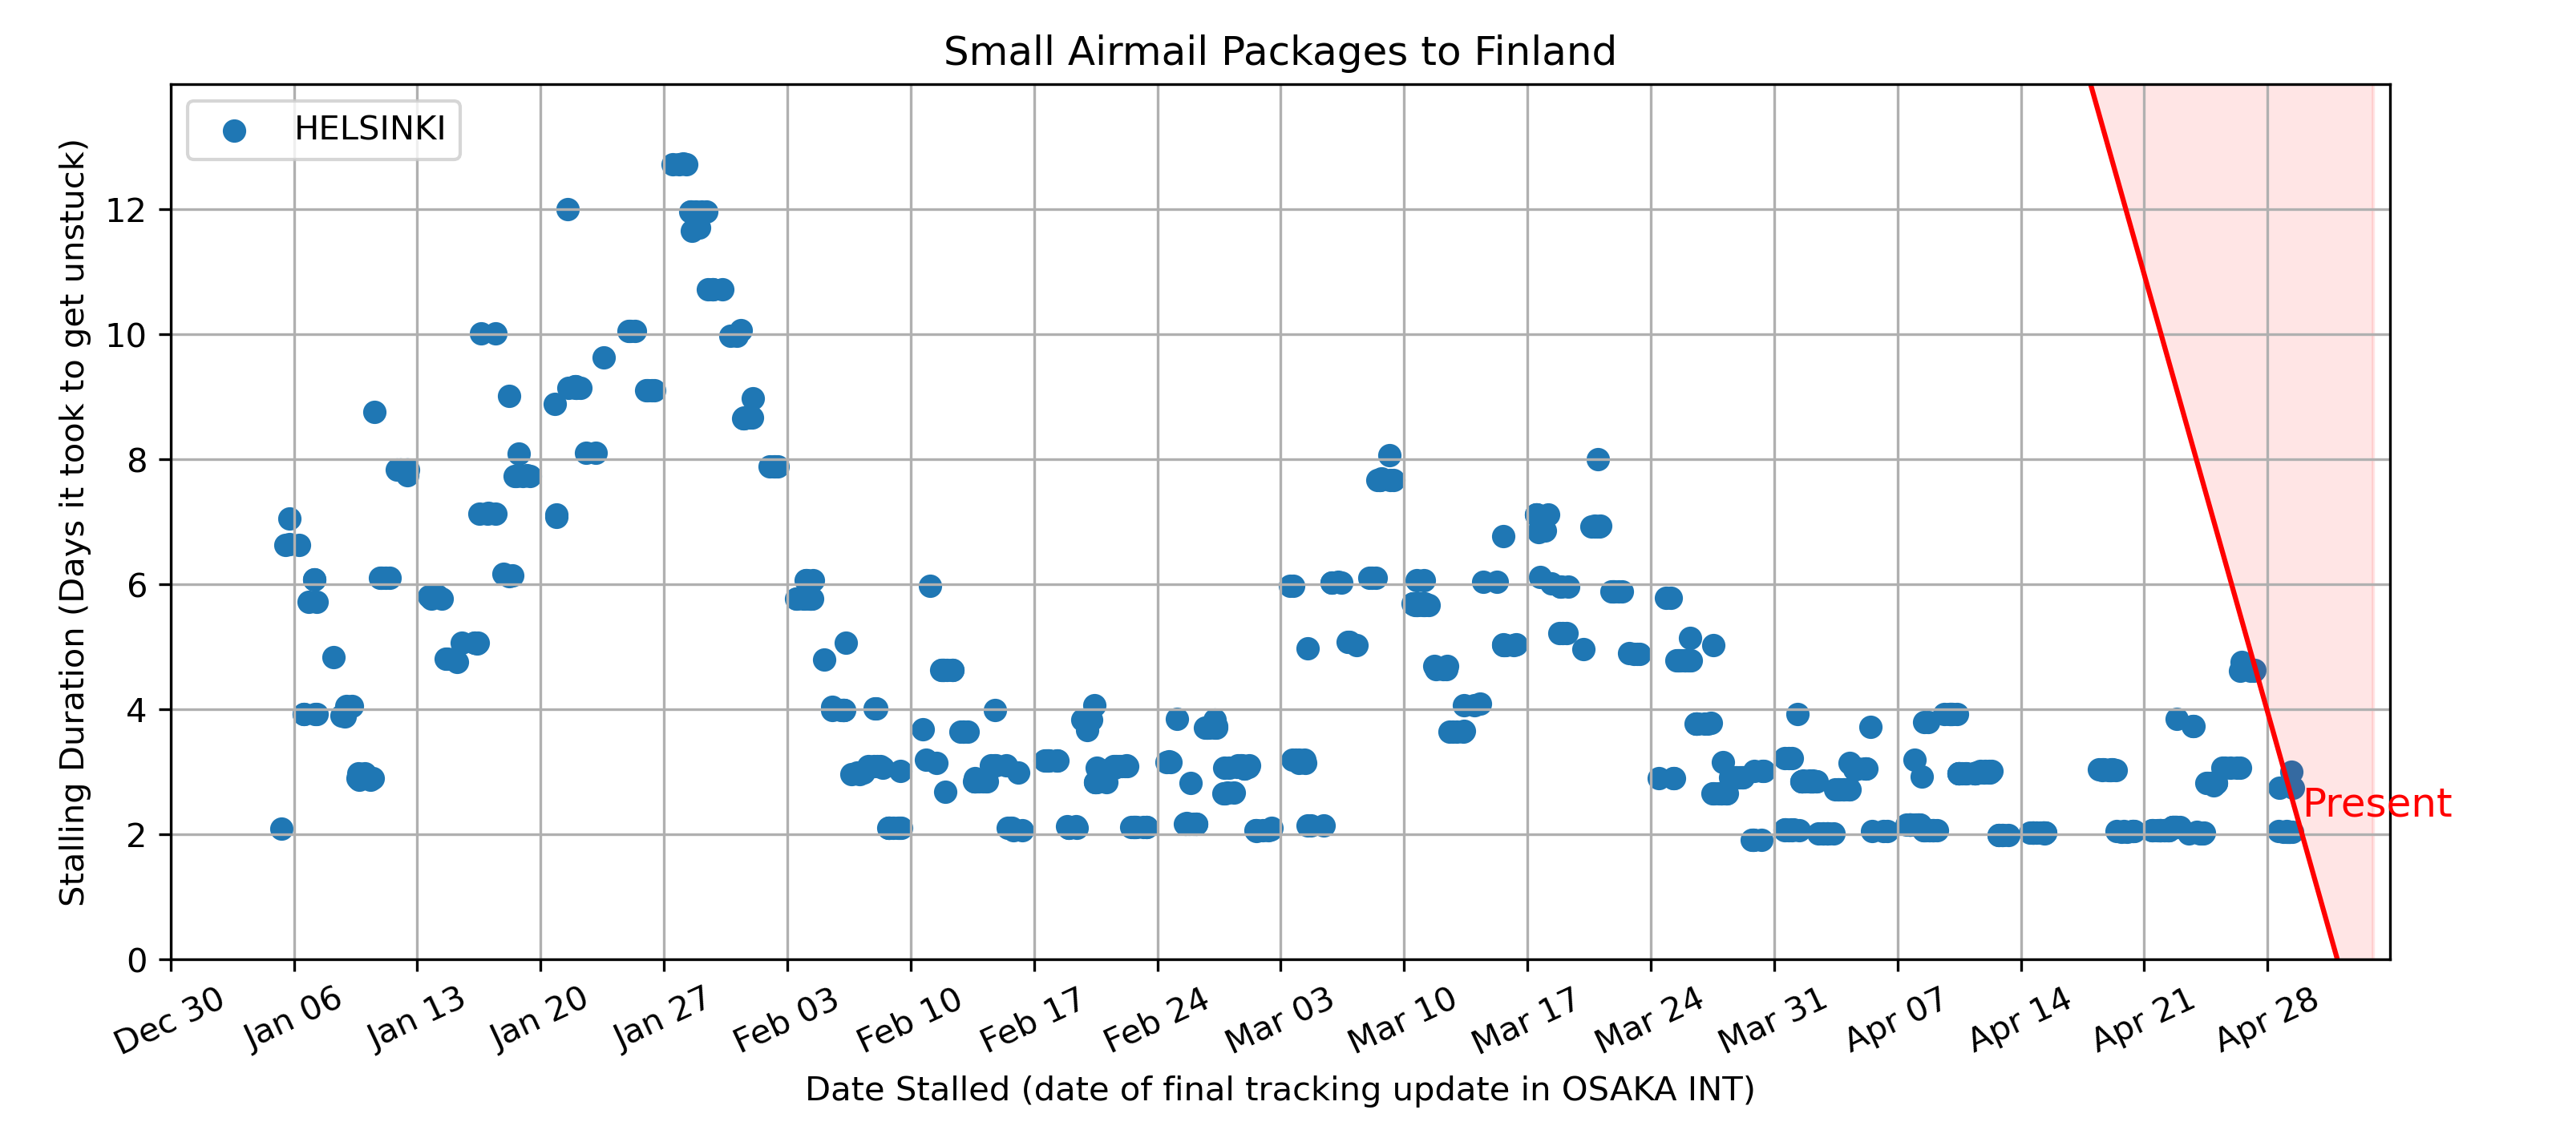 Small Airmail Packages to Finland
HELSINKI
Stalling Duration (Days it took to get unstuck)
12
10
8
6
4
2
0
Present
Dec 30
Jan 06
Jan 13
Jan 20
Jan 27
Feb 03
Feb 10
Feb 17
Feb 24
Mar 03
Mar 10
Mar 17
Mar 24
Mar 31
Apr 07
Apr 14
Apr 21
Apr 28
Date Stalled (date of final tracking update in OSAKA INT)